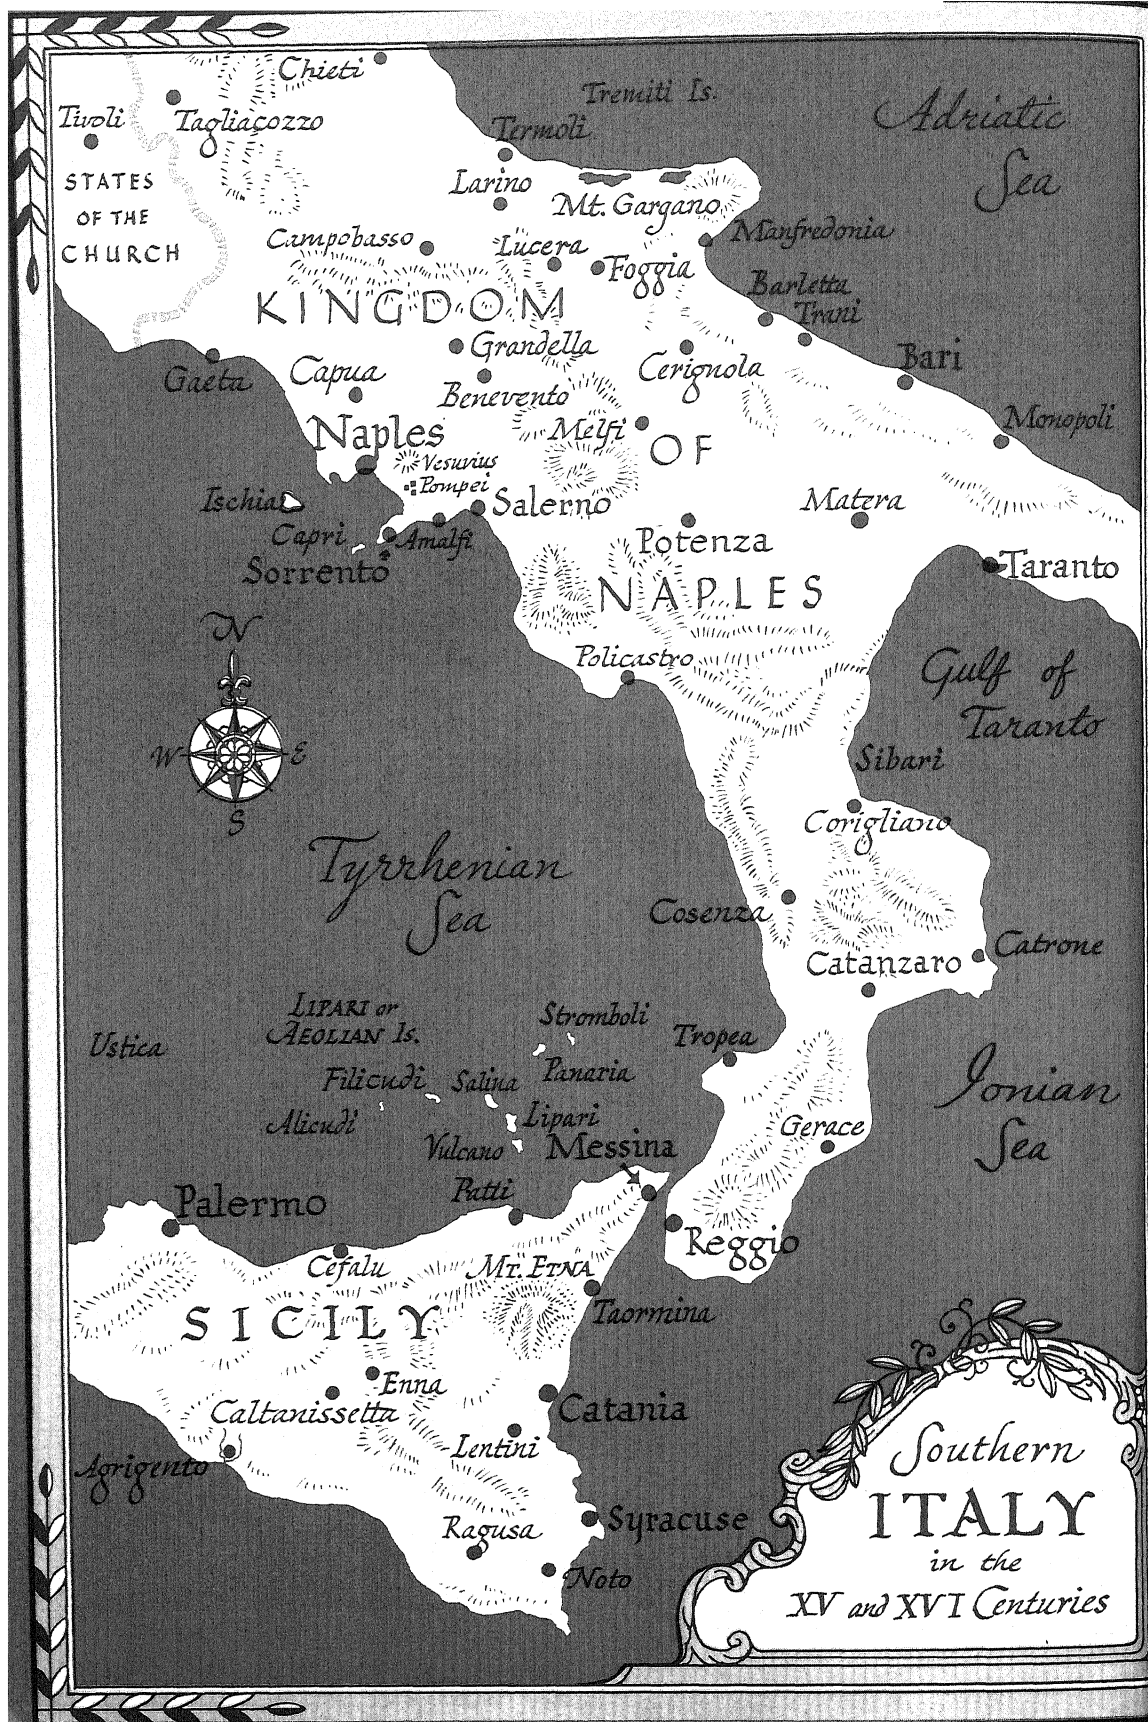 Chieti
Tremiti Is.
Adriatic
Sea
Tivoli
Tagliacozzo
Termoli
STATES
OF THE
CHURCH
Larino
Mt. Gargano
Campobasso
Lucera
Foggia
Manfredonia
Barletta
Trani
KINGDOM
Grandella
Cerignola
Bari
Gaeta
Capua
Benevento
Monopoli
Naples
Melfi
OF
Vesuvius
Pompei
Ischia
Salerno
Matera
Capri
Amalfi
Potenza
Sorrento
Taranto
NAPLES
N
Policastro
Gulf of
Taranto
W
E
S
Sibari
Corigliano
Tyrrhenian
Sea
Cosenza
Catanzaro
Catrone
LIPARI or
AEOLIAN Is.
Stromboli
Ustica
Tropea
Filicudi
Salina
Panaria
Ionian
Sea
Alicudi
Lipari
Gerace
Vulcano
Messina
Patti
Palermo
Reggio
Cefalu
MT. ETNA
SICILY
Taormina
Enna
Caltanissetta
Catania
Agrigento
Lentini
Ragusa
Syracuse
Noto
Southern
ITALY
in the
XV and XVI Centuries